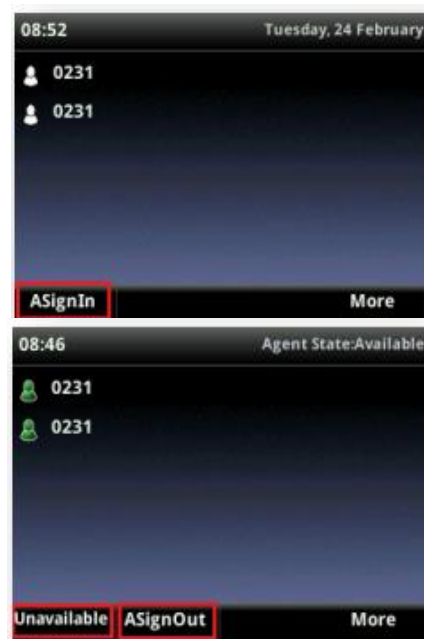 08:52 Tuesday, 24 February
0231
0231
ASignIn More
08:46 Agent State:Available
0231
0231
Unavailable ASignOut More